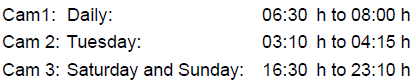 Cam1: Daily: 06:30 h to 08:00 h
Cam 2: Tuesday: 03:10 h to 04:15 h
Cam 3: Saturday and Sunday: 16:30 h to 23:10 h